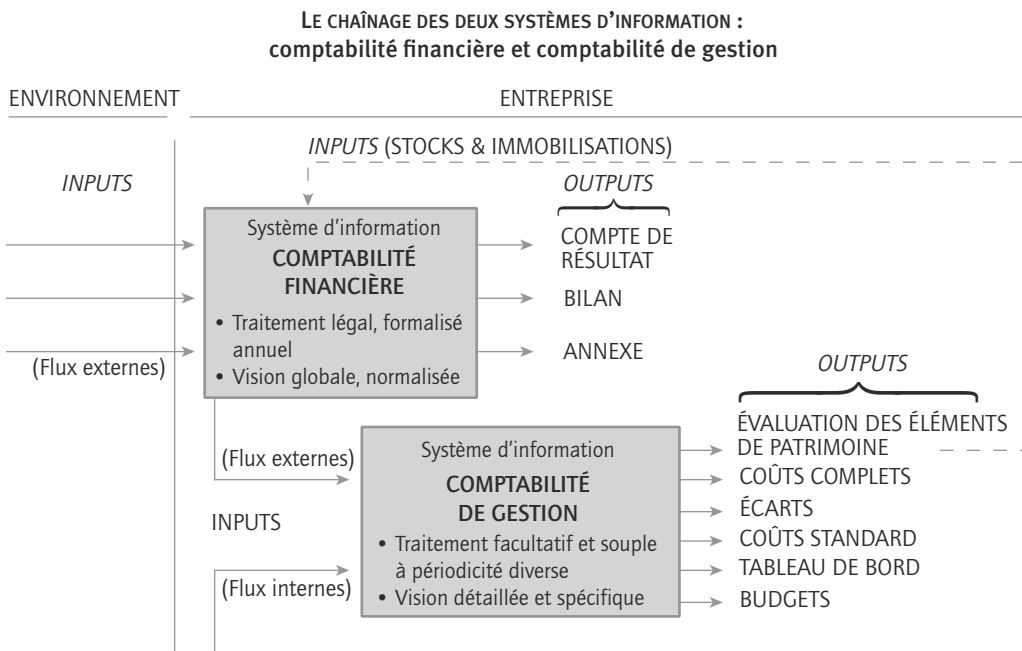 LE CHAÎNAGE DES DEUX SYSTÈMES D'INFORMATION :
comptabilité financière et comptabilité de gestion
ENVIRONNEMENT
ENTREPRISE
INPUTS (STOCKS & IMMOBILISATIONS)
INPUTS
OUTPUTS
Système d'information
COMPTABILITÉ
FINANCIÈRE
• Traitement légal, formalisé
annuel
• Vision globale, normalisée
COMPTE DE
RÉSULTAT
BILAN
ANNEXE
(Flux externes)
OUTPUTS
(Flux externes)
INPUTS
(Flux internes)
Système d'information
COMPTABILITÉ
DE GESTION
• Traitement facultatif et souple
à périodicité diverse
• Vision détaillée et spécifique
ÉVALUATION DES ÉLÉMENTS
DE PATRIMOINE
COÛTS COMPLETS
ÉCARTS
COÛTS STANDARD
TABLEAU DE BORD
BUDGETS